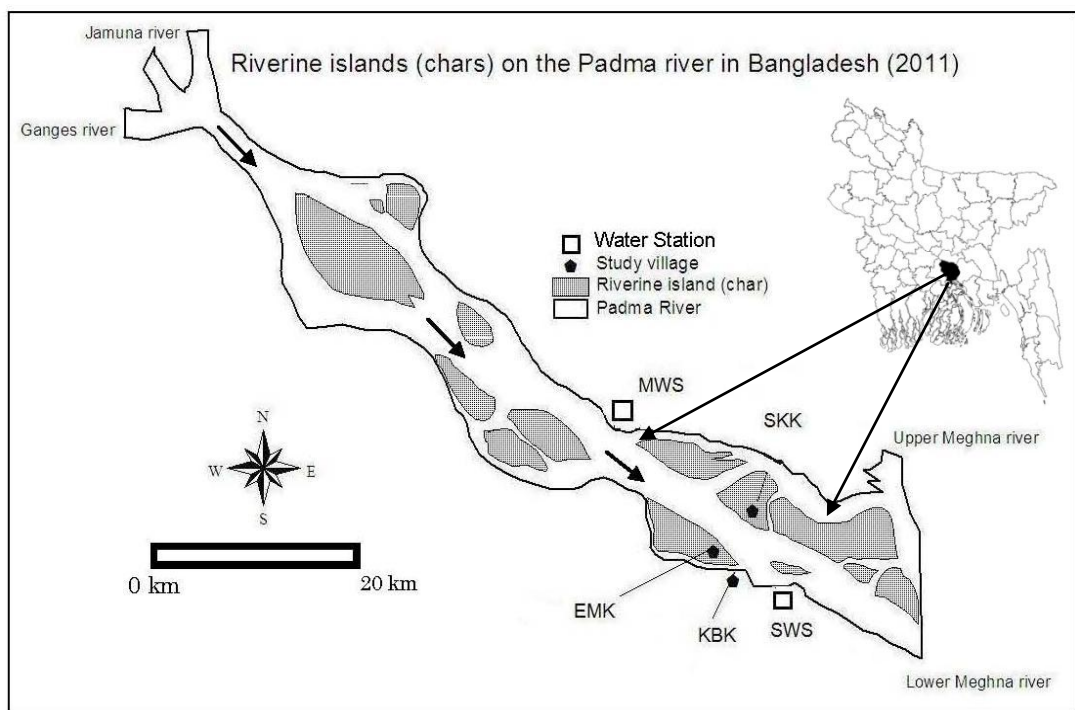 Jamuna river
Riverine islands (chars) on the Padma river in Bangladesh (2011)
Ganges river
Water Station
Study village
Riverine island (char)
Padma River
MWS
SKK
Upper Meghna river
N
W E
S
0 km 20 km
EMK
KBK
SWS
Lower Meghna river